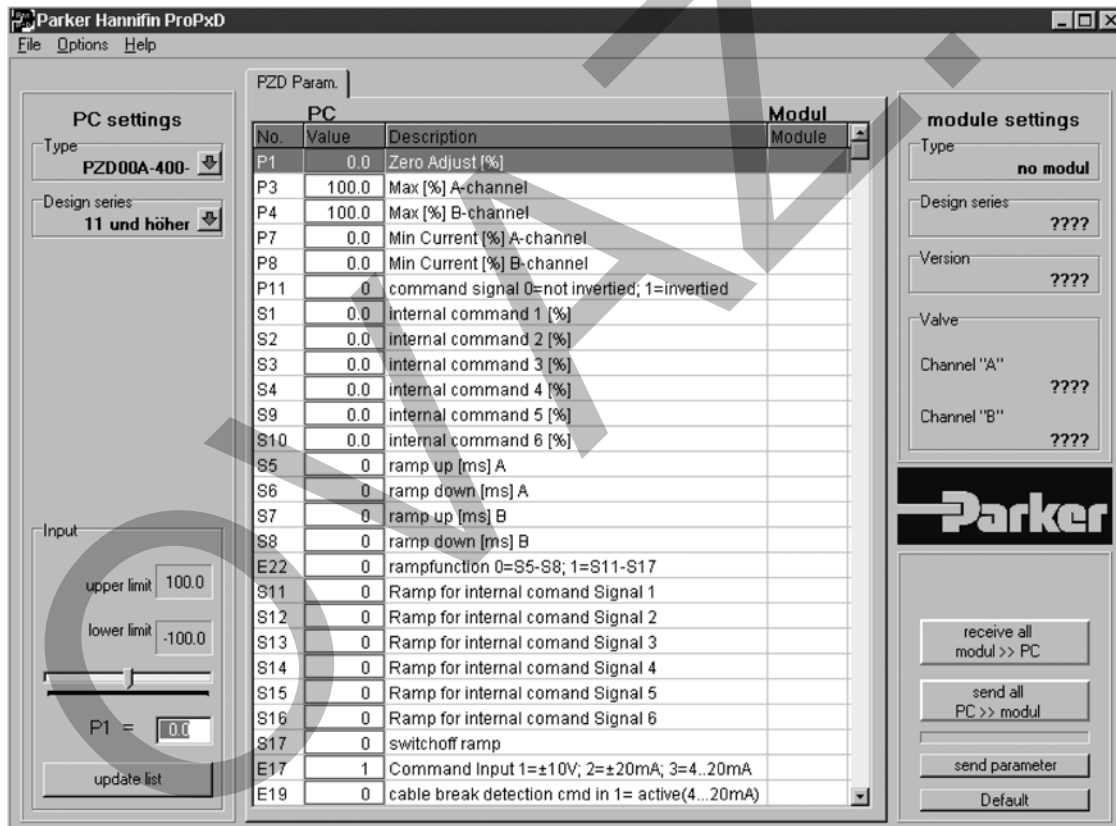 Parker Hannifin ProPxD
File Options Help
PC settings
Type
PZD00A-400-
Design series
11 und höher
Input
upper limit 100.0
lower limit -100.0
P1 = 0.0
update list
PZD Param.
PC Modul
No. Value Description Module
P1 0.0 Zero Adjust [%]
P3 100.0 Max [%] A-channel
P4 100.0 Max [%] B-channel
P7 0.0 Min Current [%] A-channel
P8 0.0 Min Current [%] B-channel
P11 0 command signal 0=not invertied; 1=invertied
S1 0.0 internal command 1 [%]
S2 0.0 internal command 2 [%]
S3 0.0 internal command 3 [%]
S4 0.0 internal command 4 [%]
S9 0.0 internal command 5 [%]
S10 0.0 internal command 6 [%]
S5 0 ramp up [ms] A
S6 0 ramp down [ms] A
S7 0 ramp up [ms] B
S8 0 ramp down [ms] B
E22 0 rampfunction 0=S5-S8; 1=S11-S17
S11 0 Ramp for internal comand Signal 1
S12 0 Ramp for internal comand Signal 2
S13 0 Ramp for internal comand Signal 3
S14 0 Ramp for internal comand Signal 4
S15 0 Ramp for internal comand Signal 5
S16 0 Ramp for internal comand Signal 6
S17 0 switchoff ramp
E17 1 Command Input 1=±10V; 2=±20mA; 3=4..20mA
E19 0 cable break detection cmd in 1= active(4...20mA)
module settings
Type
no modul
Design series
????
Version
????
Valve
Channel "A"
????
Channel "B"
????
Parker
receive all
modul >> PC
send all
PC >> modul
send parameter
Default
OVAZ.